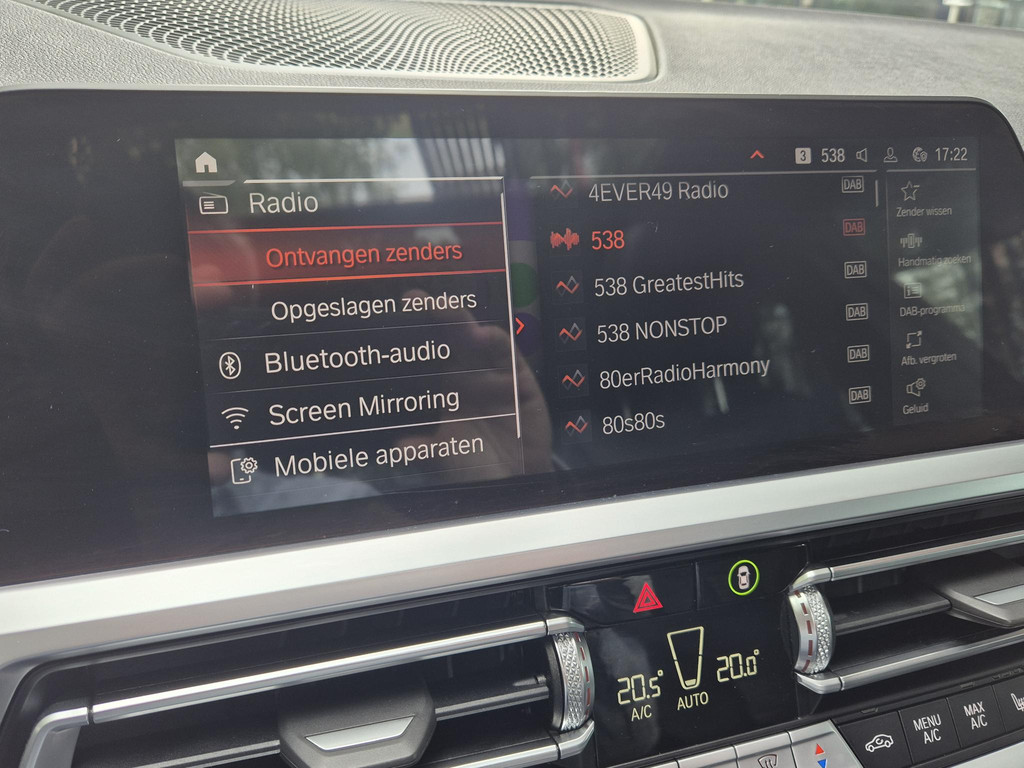 3 538 17:22
Radio
Ontvangen zenders
Opgeslagen zenders
Bluetooth-audio
Screen Mirroring
Mobiele apparaten
4EVER49 Radio DAB
538 DAB
538 GreatestHits DAB
538 NONSTOP DAB
80erRadioHarmony DAB
80s80s DAB
Zender wissen
Handmatig zoeken
DAB-programma
Afb. vergroten
Geluid
20.5° 20.0°
A/C AUTO
MENU
A/C
MAX
A/C